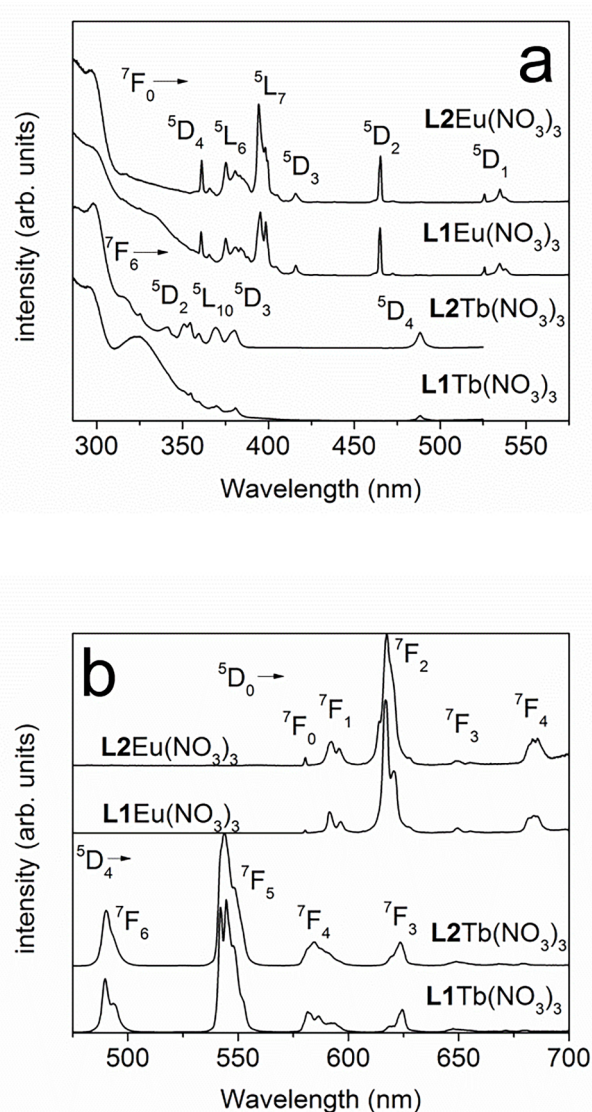 a
⁷F₀ →
⁵L₇
⁵D₄
⁵L₆
⁵D₃
⁵D₂
⁵D₁
L2Eu(NO₃)₃
L1Eu(NO₃)₃
⁷F₆ →
⁵D₂
⁵L₁₀
⁵D₃
⁵D₄
L2Tb(NO₃)₃
L1Tb(NO₃)₃
intensity (arb. units)
300 350 400 450 500 550
Wavelength (nm)
b
⁵D₀ →
⁷F₂
⁷F₀
⁷F₁
⁷F₃
⁷F₄
L2Eu(NO₃)₃
L1Eu(NO₃)₃
⁵D₄ →
⁷F₆
⁷F₅
⁷F₄
⁷F₃
L2Tb(NO₃)₃
L1Tb(NO₃)₃
intensity (arb. units)
500 550 600 650 700
Wavelength (nm)